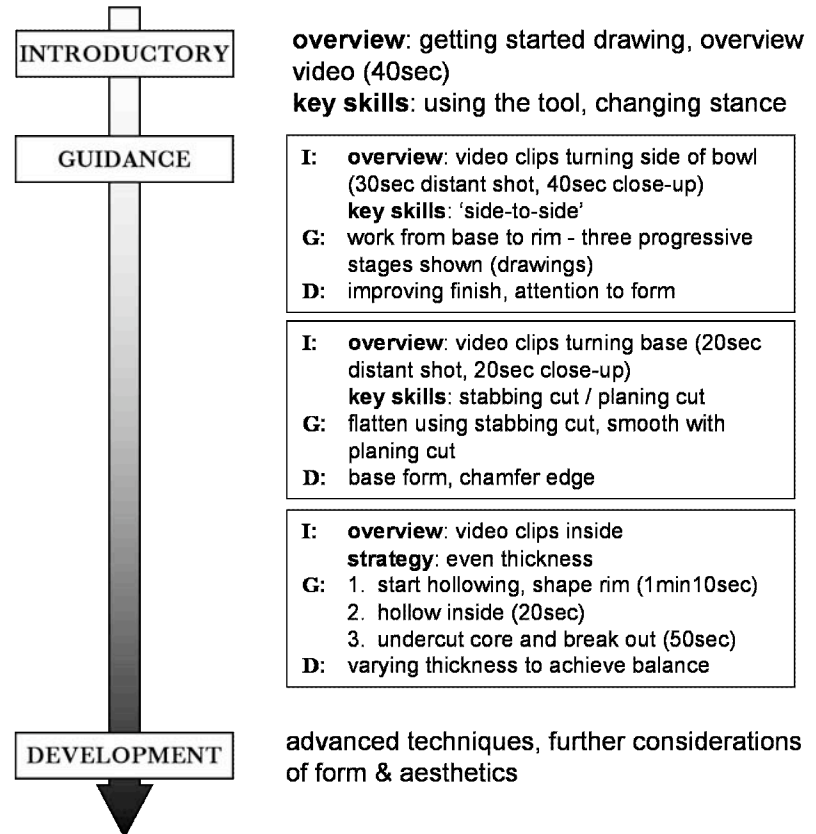 INTRODUCTORY
overview: getting started drawing, overview
video (40sec)
key skills: using the tool, changing stance
GUIDANCE
I: overview: video clips turning side of bowl
(30sec distant shot, 40sec close-up)
key skills: ‘side-to-side’
G: work from base to rim - three progressive
stages shown (drawings)
D: improving finish, attention to form
I: overview: video clips turning base (20sec
distant shot, 20sec close-up)
key skills: stabbing cut / planing cut
G: flatten using stabbing cut, smooth with
planing cut
D: base form, chamfer edge
I: overview: video clips inside
strategy: even thickness
G: 1. start hollowing, shape rim (1min10sec)
2. hollow inside (20sec)
3. undercut core and break out (50sec)
D: varying thickness to achieve balance
DEVELOPMENT
advanced techniques, further considerations
of form & aesthetics